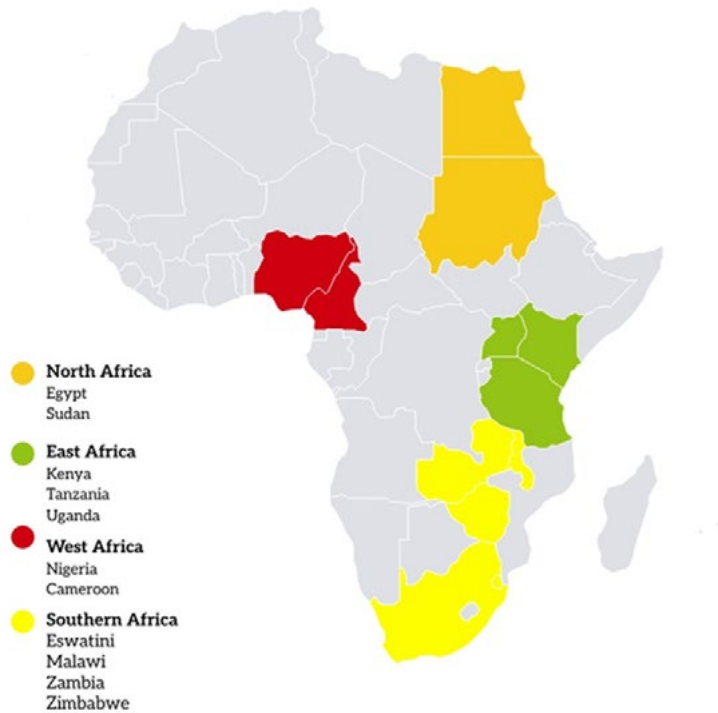 North Africa
Egypt
Sudan
East Africa
Kenya
Tanzania
Uganda
West Africa
Nigeria
Cameroon
Southern Africa
Eswatini
Malawi
Zambia
Zimbabwe